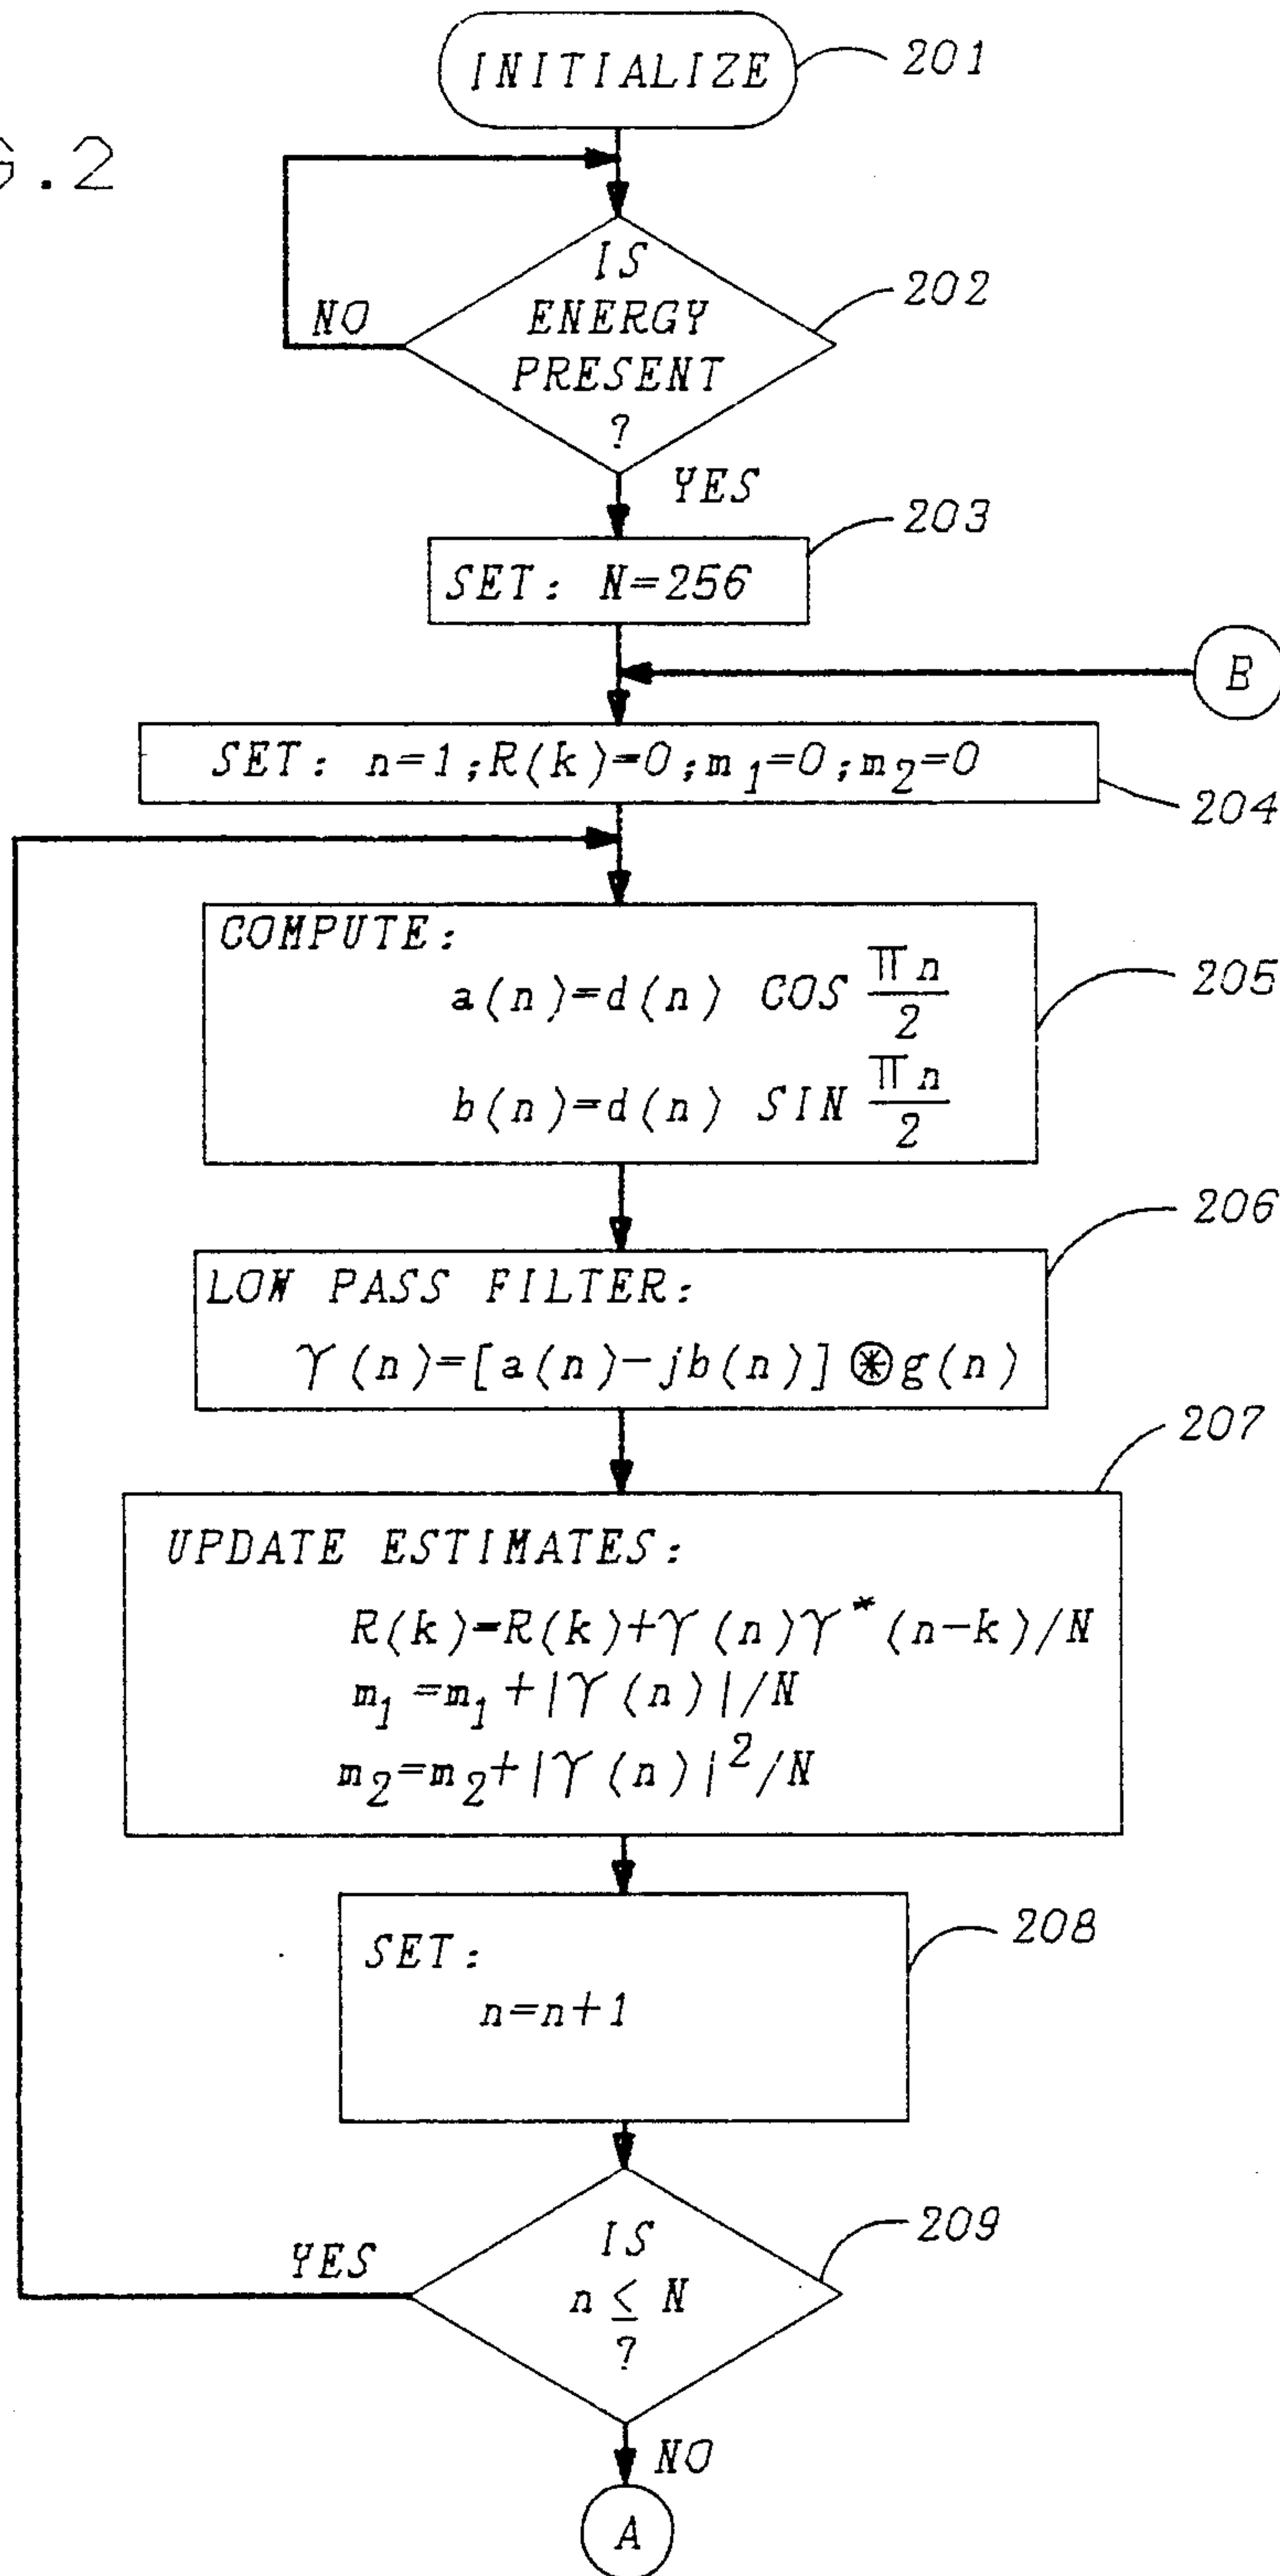 INITIALIZE
201
G.2
IS
ENERGY
PRESENT
?
202
NO
YES
203
SET: N=256
B
SET: n=1;R(k)=0;m₁=0;m₂=0
204
COMPUTE:
a(n)=d(n) COS πn/2
b(n)=d(n) SIN πn/2
205
206
LOW PASS FILTER:
γ(n)=[a(n)-jb(n)]⊛g(n)
207
UPDATE ESTIMATES:
R(k)=R(k)+γ(n)γ*(n-k)/N
m₁=m₁+|γ(n)|/N
m₂=m₂+|γ(n)|²/N
208
SET:
n=n+1
209
YES
IS
n≤N
?
NO
A